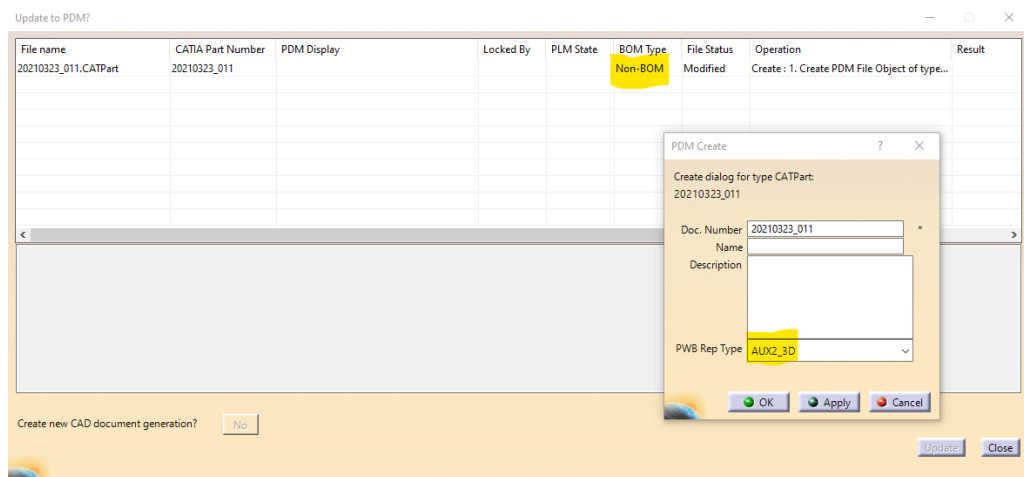 Update to PDM?
File name CATIA Part Number PDM Display Locked By PLM State BOM Type File Status Operation Result
20210323_011.CATPart 20210323_011 Non-BOM Modified Create : 1. Create PDM File Object of type...
PDM Create ?
Create dialog for type CATPart:
20210323_011
Doc. Number 20210323_011 *
Name
Description
PWB Rep Type AUX2_3D
OK Apply Cancel
Create new CAD document generation? No
Update Close